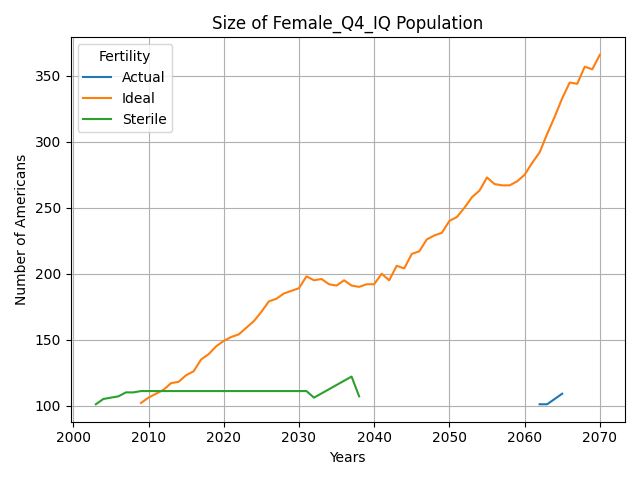 Size of Female_Q4_IQ Population
Fertility
Actual
Ideal
Sterile
Number of Americans
350
300
250
200
150
100
2000 2010 2020 2030 2040 2050 2060 2070
Years